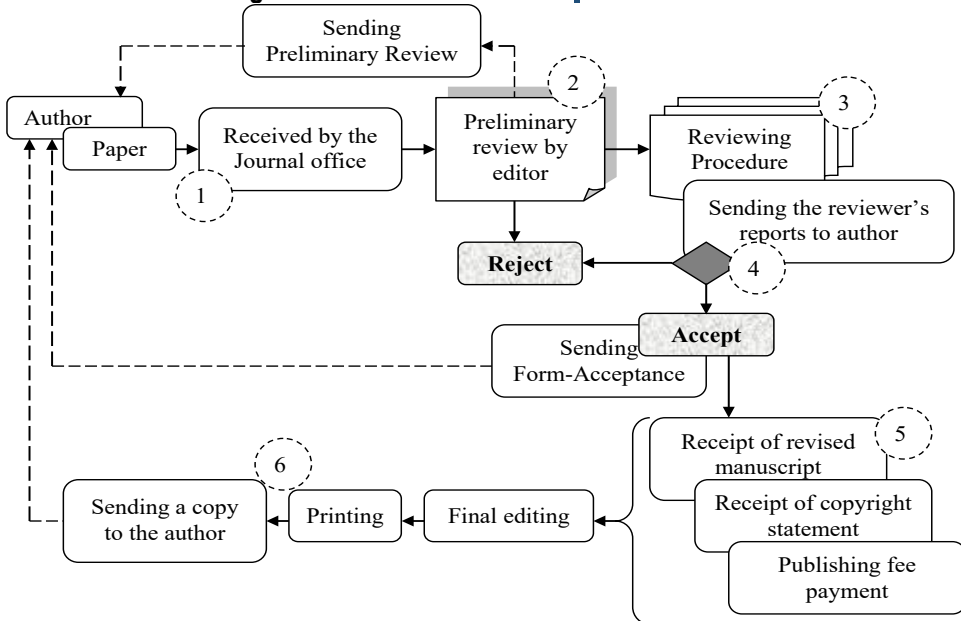 Sending
Preliminary Review
2
3
Author
Paper
Received by the
Journal office
1
Preliminary
review by
editor
Reviewing
Procedure
Sending the reviewer's
reports to author
4
Reject
Accept
Sending
Form-Acceptance
5
Receipt of revised
manuscript
Receipt of copyright
statement
Publishing fee
payment
Final editing
Printing
6
Sending a copy
to the author